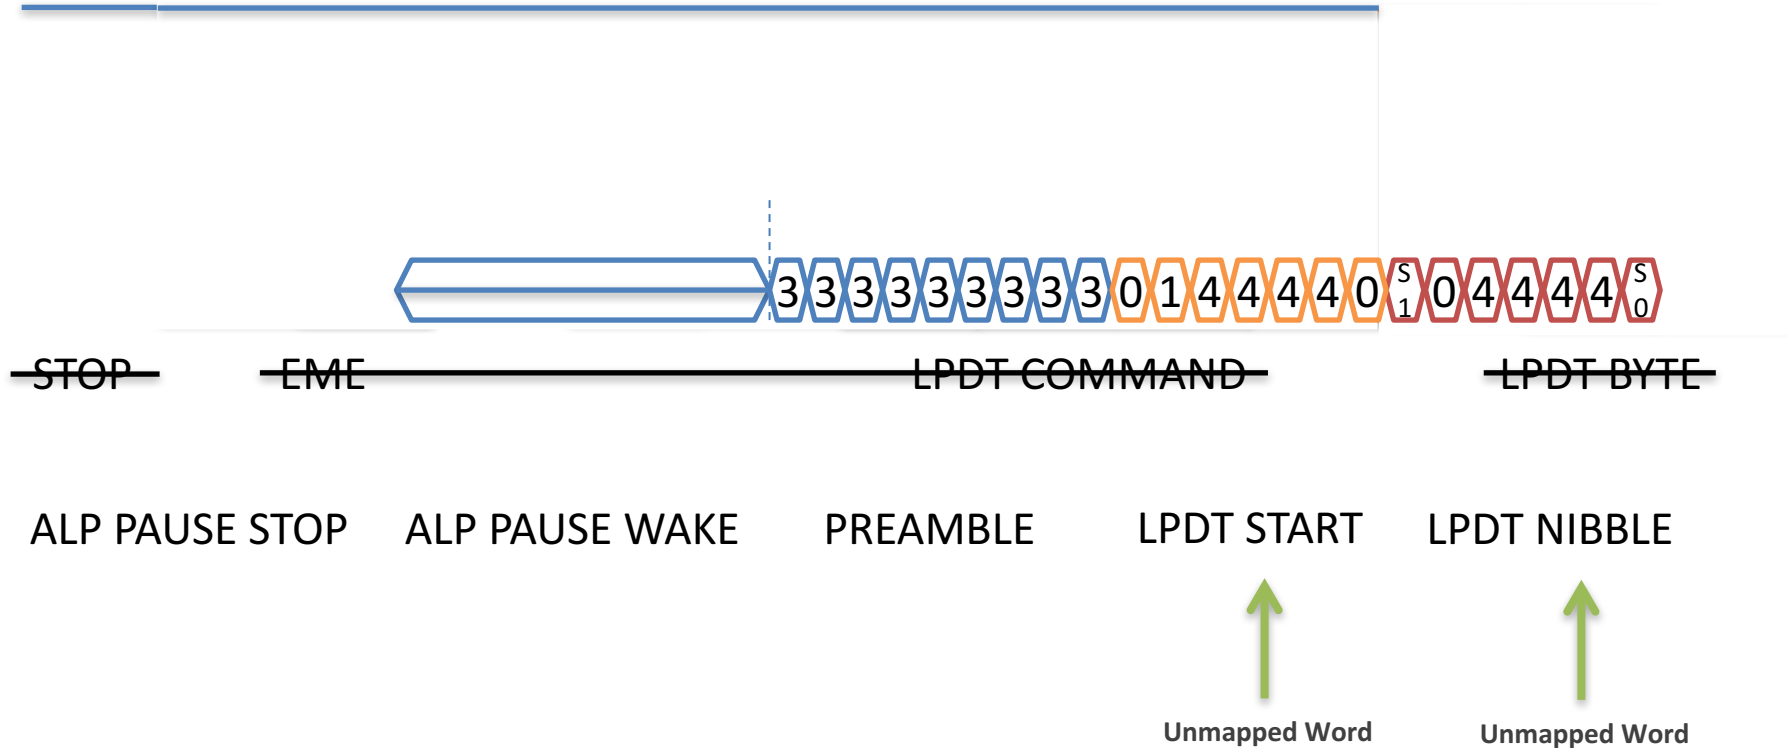 3 3 3 3 3 3 3 3 3 0 1 4 4 4 4 0 S1 0 4 4 4 4 S0
STOP EME LPDT COMMAND LPDT BYTE
ALP PAUSE STOP ALP PAUSE WAKE PREAMBLE LPDT START LPDT NIBBLE
Unmapped Word Unmapped Word